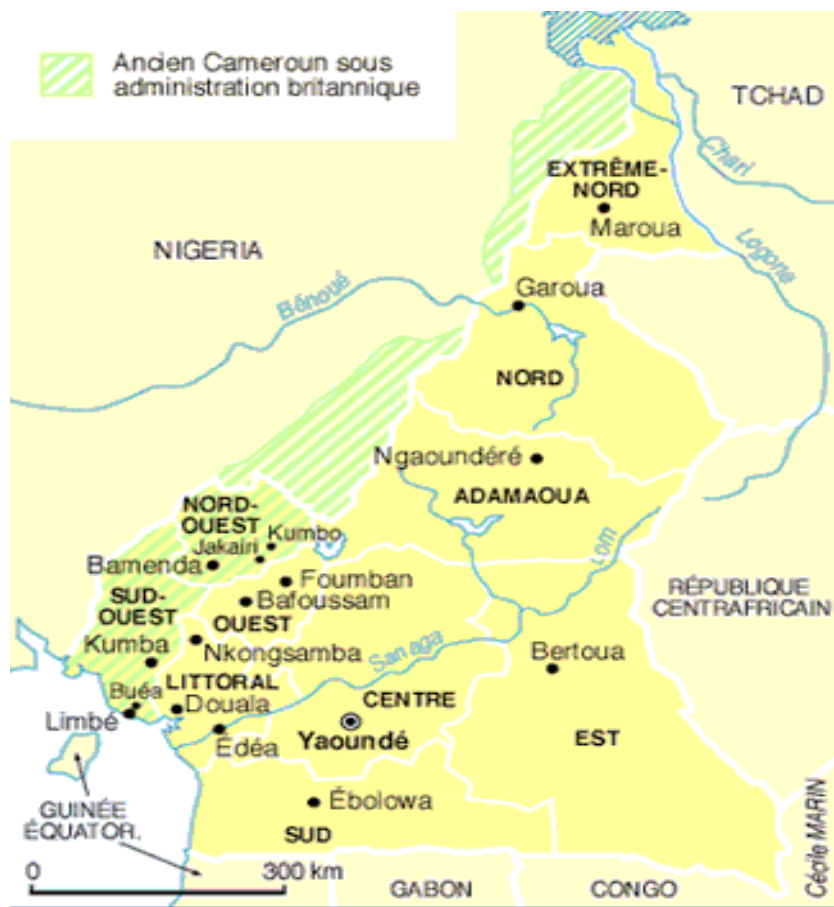 Ancien Cameroun sous
administration britannique
TCHAD
Chari
EXTRÊME-
NORD
Maroua
Logone
NIGERIA
Bénoué
Garoua
NORD
Ngaoundéré
ADAMAOUA
NORD-
OUEST
Kumbo
Jakairi
Bamenda
Lom
Foumban
SUD-
OUEST
Bafoussam
OUEST
RÉPUBLIQUE
CENTRAFRICAIN
Kumba
Nkongsamba
Sanaga
Bertoua
LITTORAL
Buéa
Douala
CENTRE
Limbé
Édéa
Yaoundé
EST
Ébolowa
GUINÉE
ÉQUATOR.
SUD
0 300 km
GABON
CONGO
Cécile MARIN